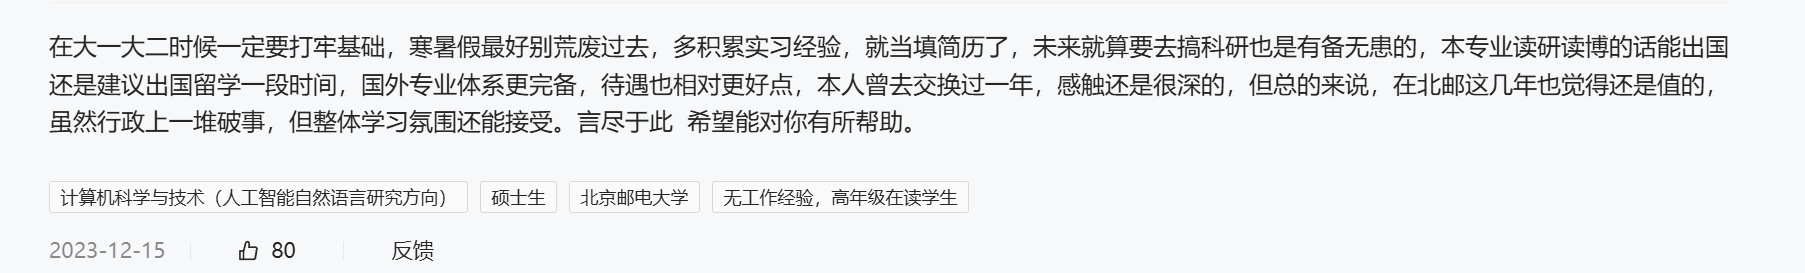 在大一大二时候一定要打牢基础，寒暑假最好别荒废过去，多积累实习经验，就当填简历了，未来就算要去搞科研也是有备无患的，本专业读研读博的话能出国
还是建议出国留学一段时间，国外专业体系更完备，待遇也相对更好点，本人曾去交换过一年，感触还是很深的，但总的来说，在北邮这几年也觉得还是值的，
虽然行政上一堆破事，但整体学习氛围还能接受。言尽于此  希望能对你有所帮助。
计算机科学与技术（人工智能自然语言研究方向） 硕士生 北京邮电大学 无工作经验，高年级在读学生
2023-12-15 80 反馈